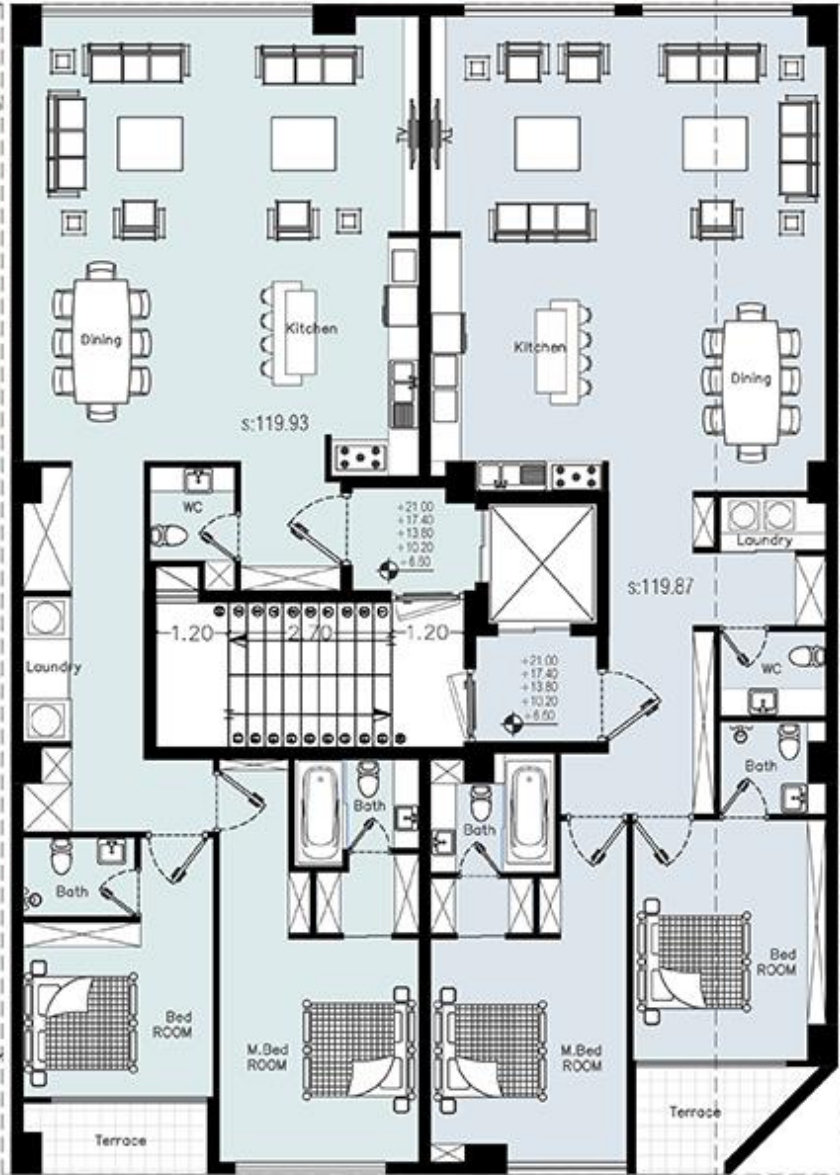 TV
TV
Dining
Kitchen
Kitchen
Dining
s:119.93
WC
+21.00
+17.40
+13.80
+10.20
+6.60
Laundry
s:119.87
1.20
2.70
1.20
Laundry
+21.00
+17.40
+13.80
+10.20
+6.60
WC
Bath
Bath
Bath
Bath
Bed
ROOM
Bed
ROOM
M.Bed
ROOM
M.Bed
ROOM
Terrace
Terrace